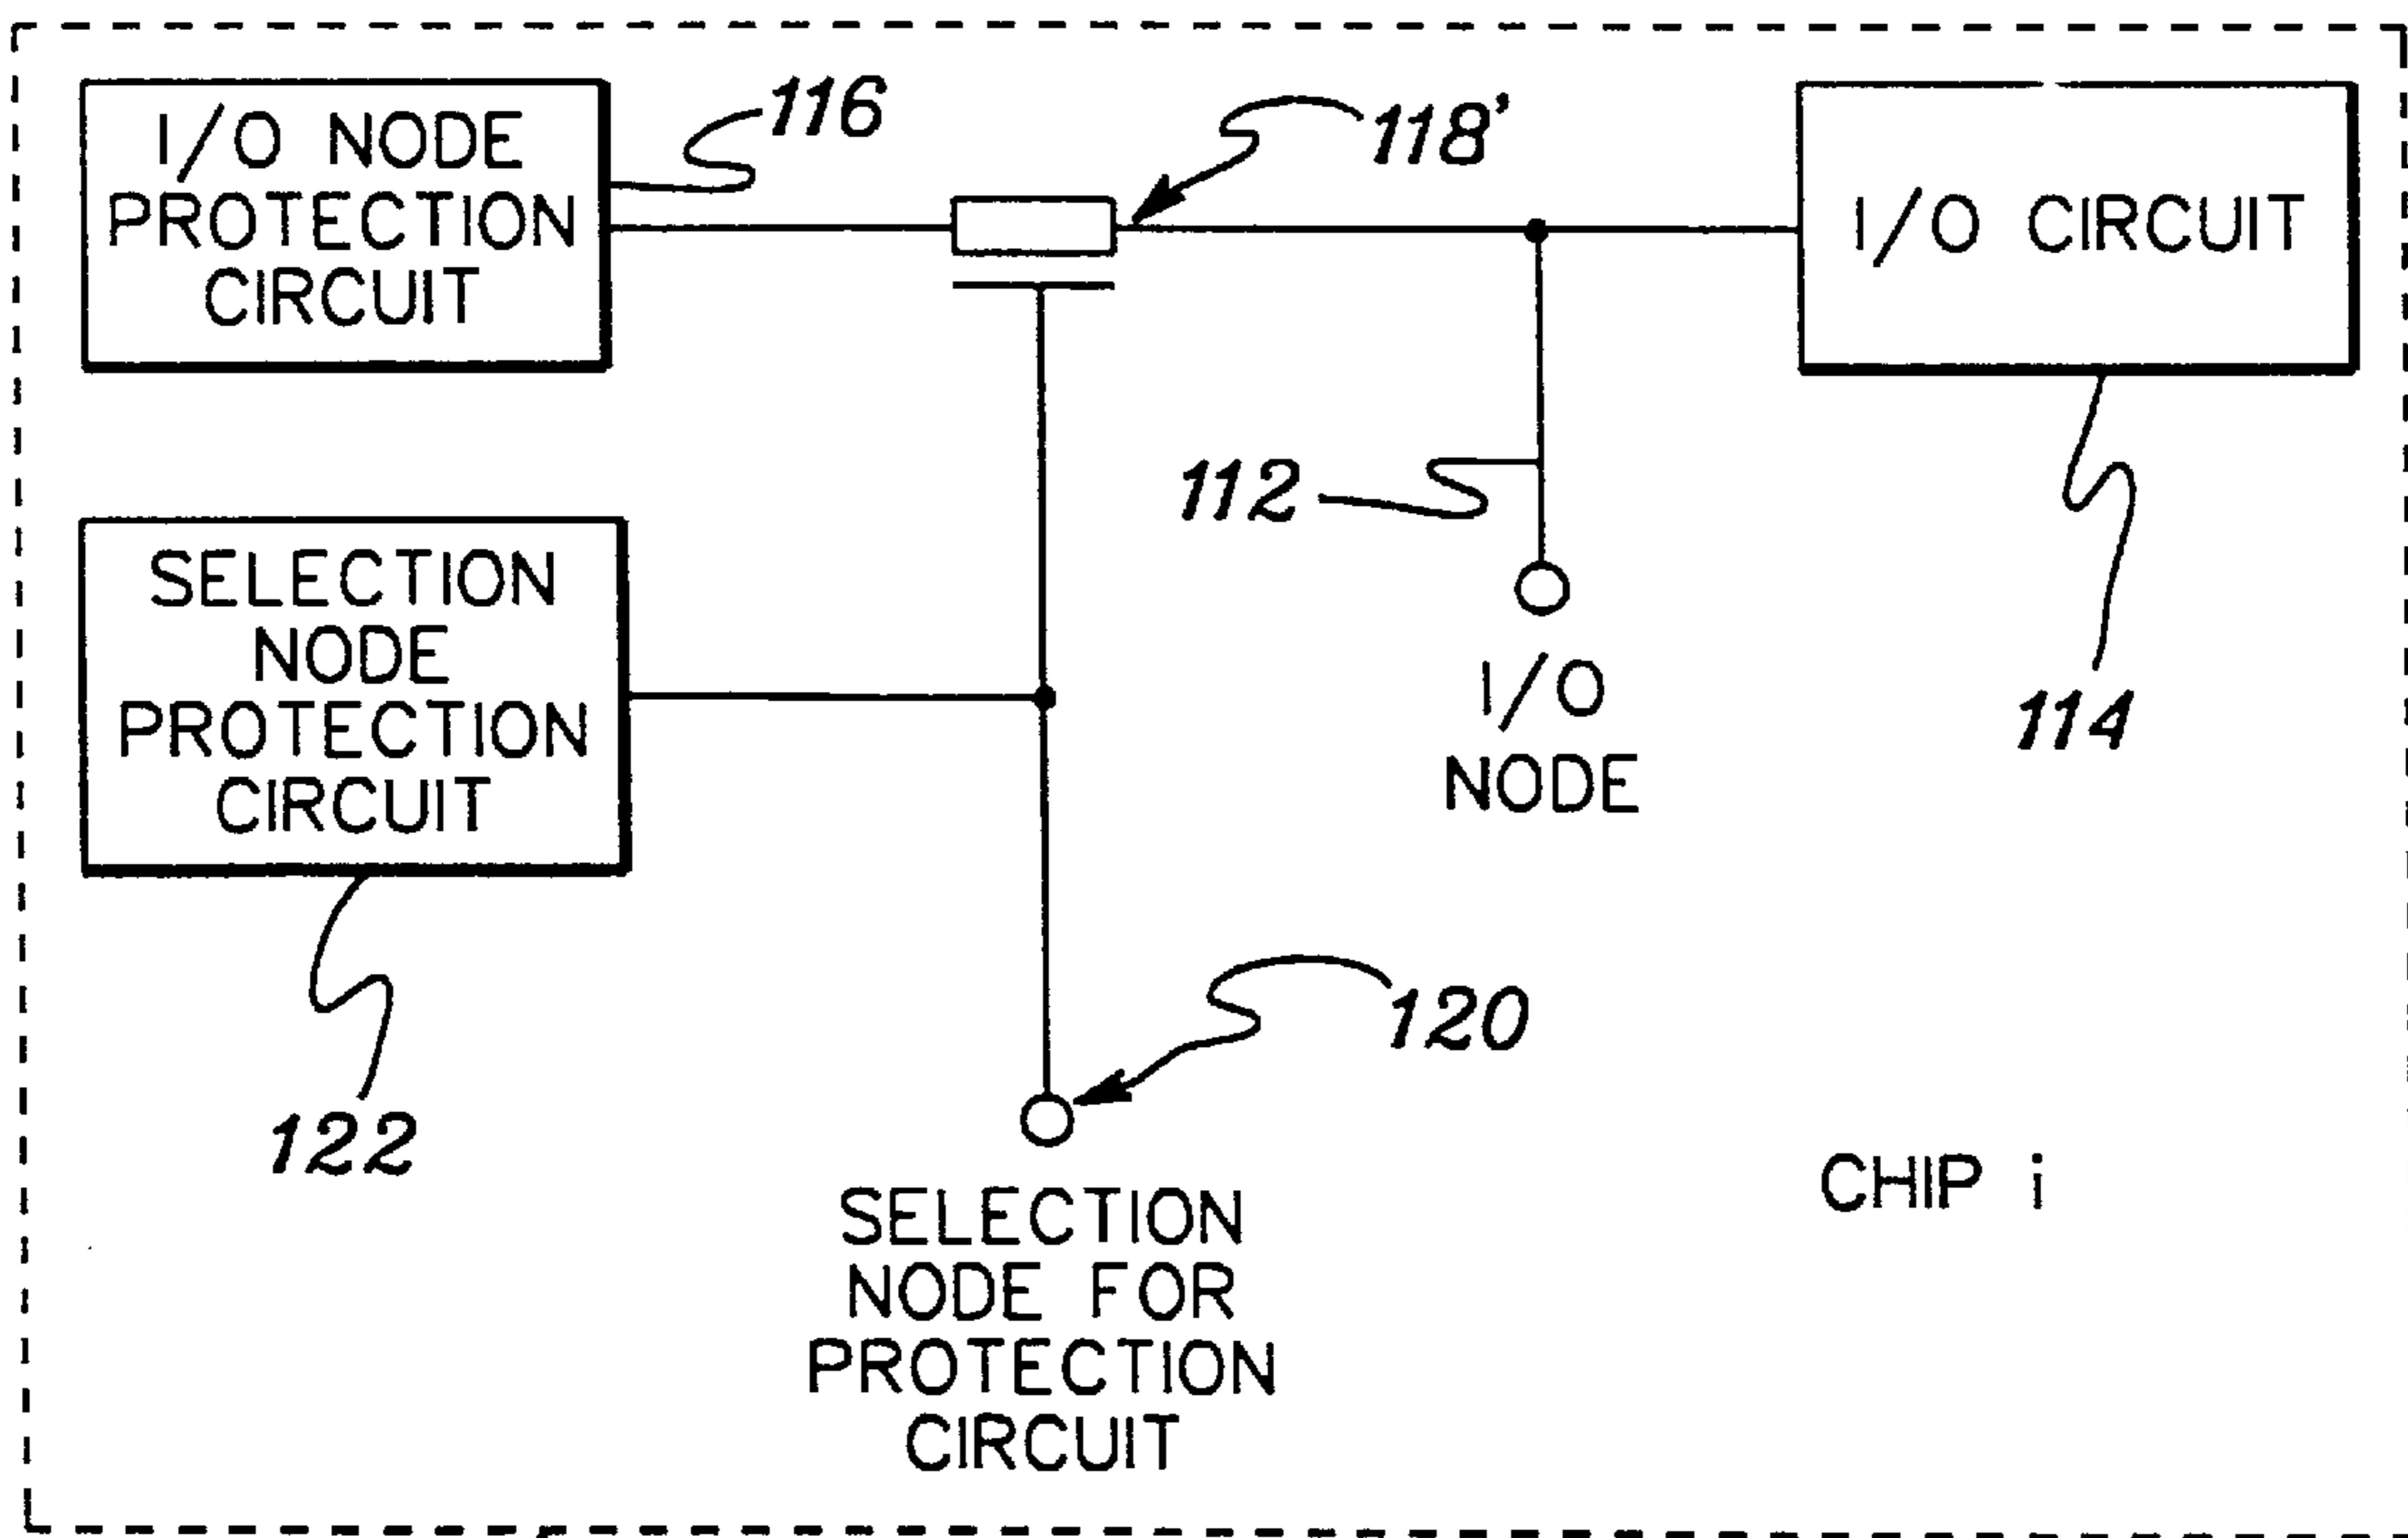 I/O NODE
PROTECTION
CIRCUIT
116
118'
I/O CIRCUIT
112
114
I/O
NODE
SELECTION
NODE
PROTECTION
CIRCUIT
122
120
SELECTION
NODE FOR
PROTECTION
CIRCUIT
CHIP i